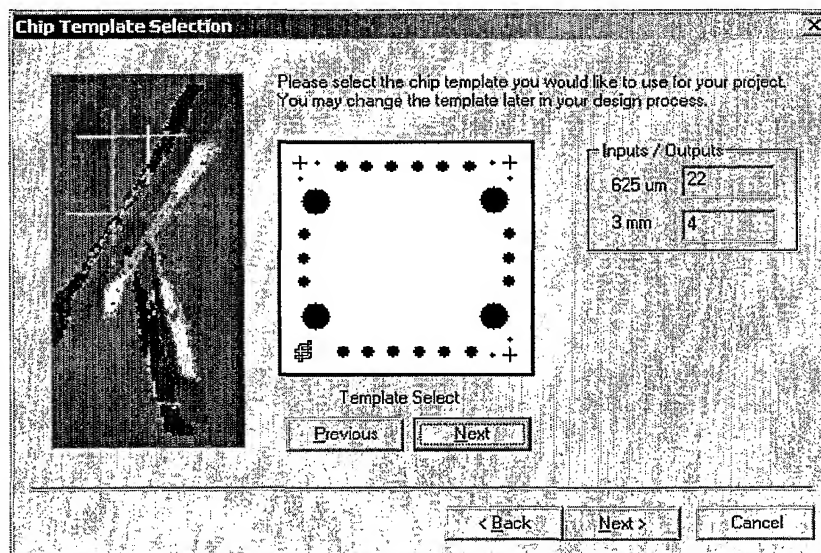 Chip Template Selection
Please select the chip template you would like to use for your project.
You may change the template later in your design process.
Inputs / Outputs
625 um 22
3 mm 4
Template Select
Previous Next
< Back Next > Cancel